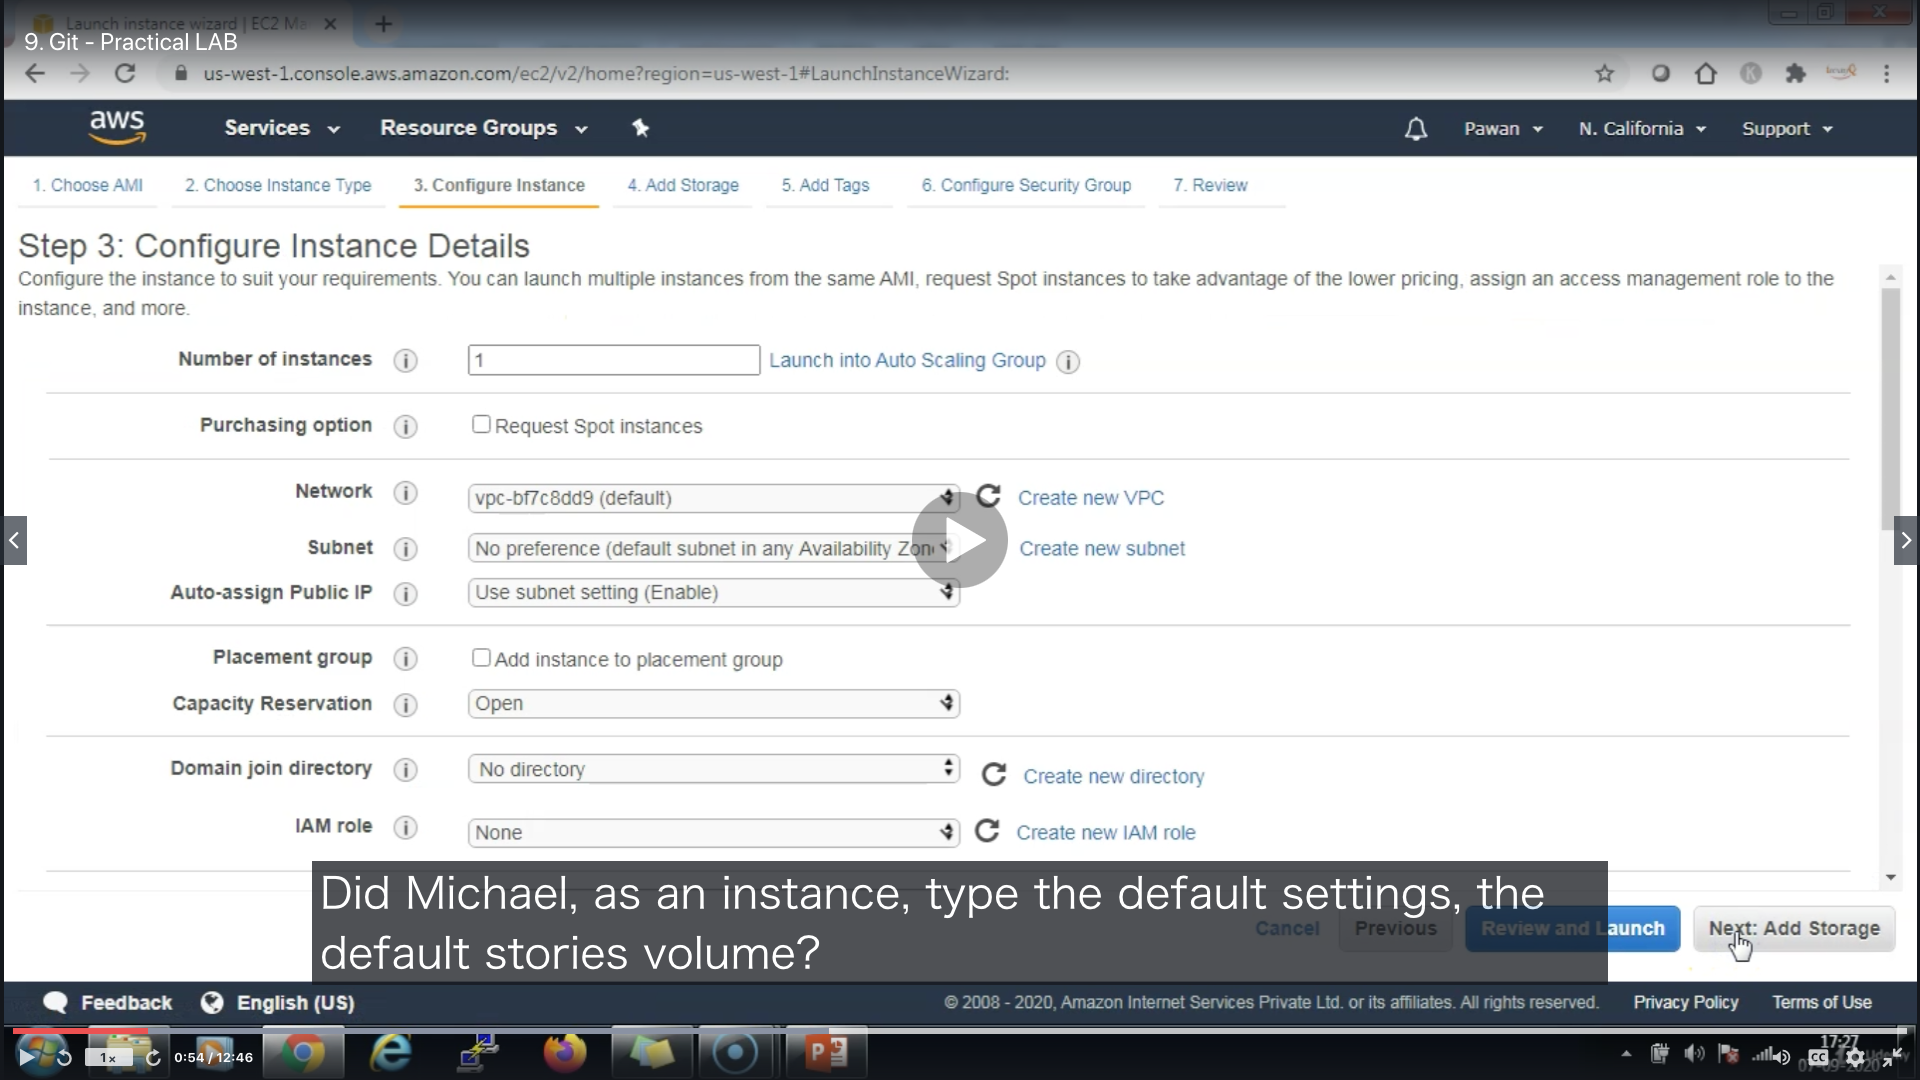 Launch instance wizard | EC2 Ma
9. Git - Practical LAB
us-west-1.console.aws.amazon.com/ec2/v2/home?region=us-west-1#LaunchInstanceWizard:
K
aws Services Resource Groups Pawan N. California Support
1. Choose AMI 2. Choose Instance Type 3. Configure Instance 4. Add Storage 5. Add Tags 6. Configure Security Group 7. Review
Step 3: Configure Instance Details
Configure the instance to suit your requirements. You can launch multiple instances from the same AMI, request Spot instances to take advantage of the lower pricing, assign an access management role to the
instance, and more.
Number of instances 1 Launch into Auto Scaling Group
Purchasing option Request Spot instances
Network vpc-bf7c8dd9 (default) Create new VPC
Subnet No preference (default subnet in any Availability Zon Create new subnet
Auto-assign Public IP Use subnet setting (Enable)
Placement group Add instance to placement group
Capacity Reservation Open
Domain join directory No directory Create new directory
IAM role None Create new IAM role
Did Michael, as an instance, type the default settings, the
default stories volume?
Cancel Previous Review and Launch Next: Add Storage
Feedback English (US) © 2008 - 2020, Amazon Internet Services Private Ltd. or its affiliates. All rights reserved. Privacy Policy Terms of Use
1x 0:54 / 12:46 17:27
CC 07-09-2020